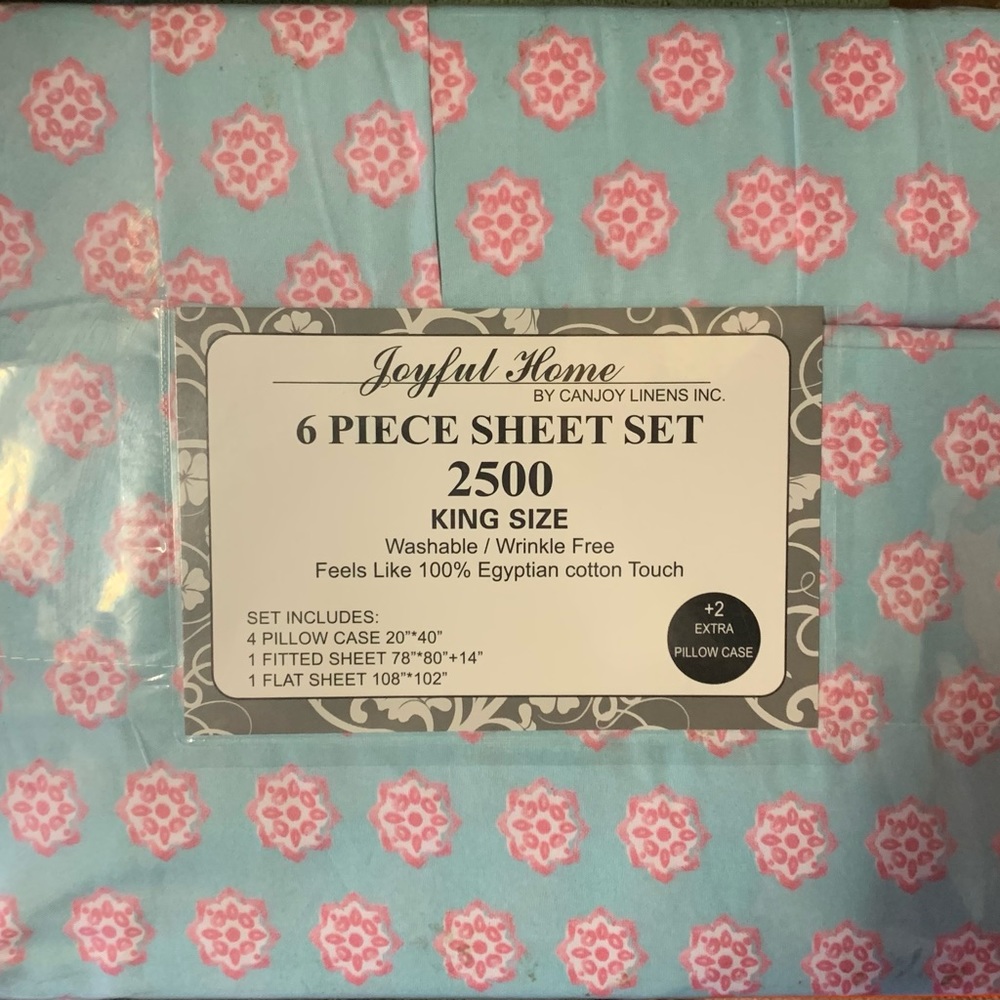 Joyful Home
BY CANJOY LINENS INC.
6 PIECE SHEET SET
2500
KING SIZE
Washable / Wrinkle Free
Feels Like 100% Egyptian cotton Touch
SET INCLUDES:
4 PILLOW CASE 20”*40”
1 FITTED SHEET 78”*80”+14”
1 FLAT SHEET 108”*102”
+2
EXTRA
PILLOW CASE